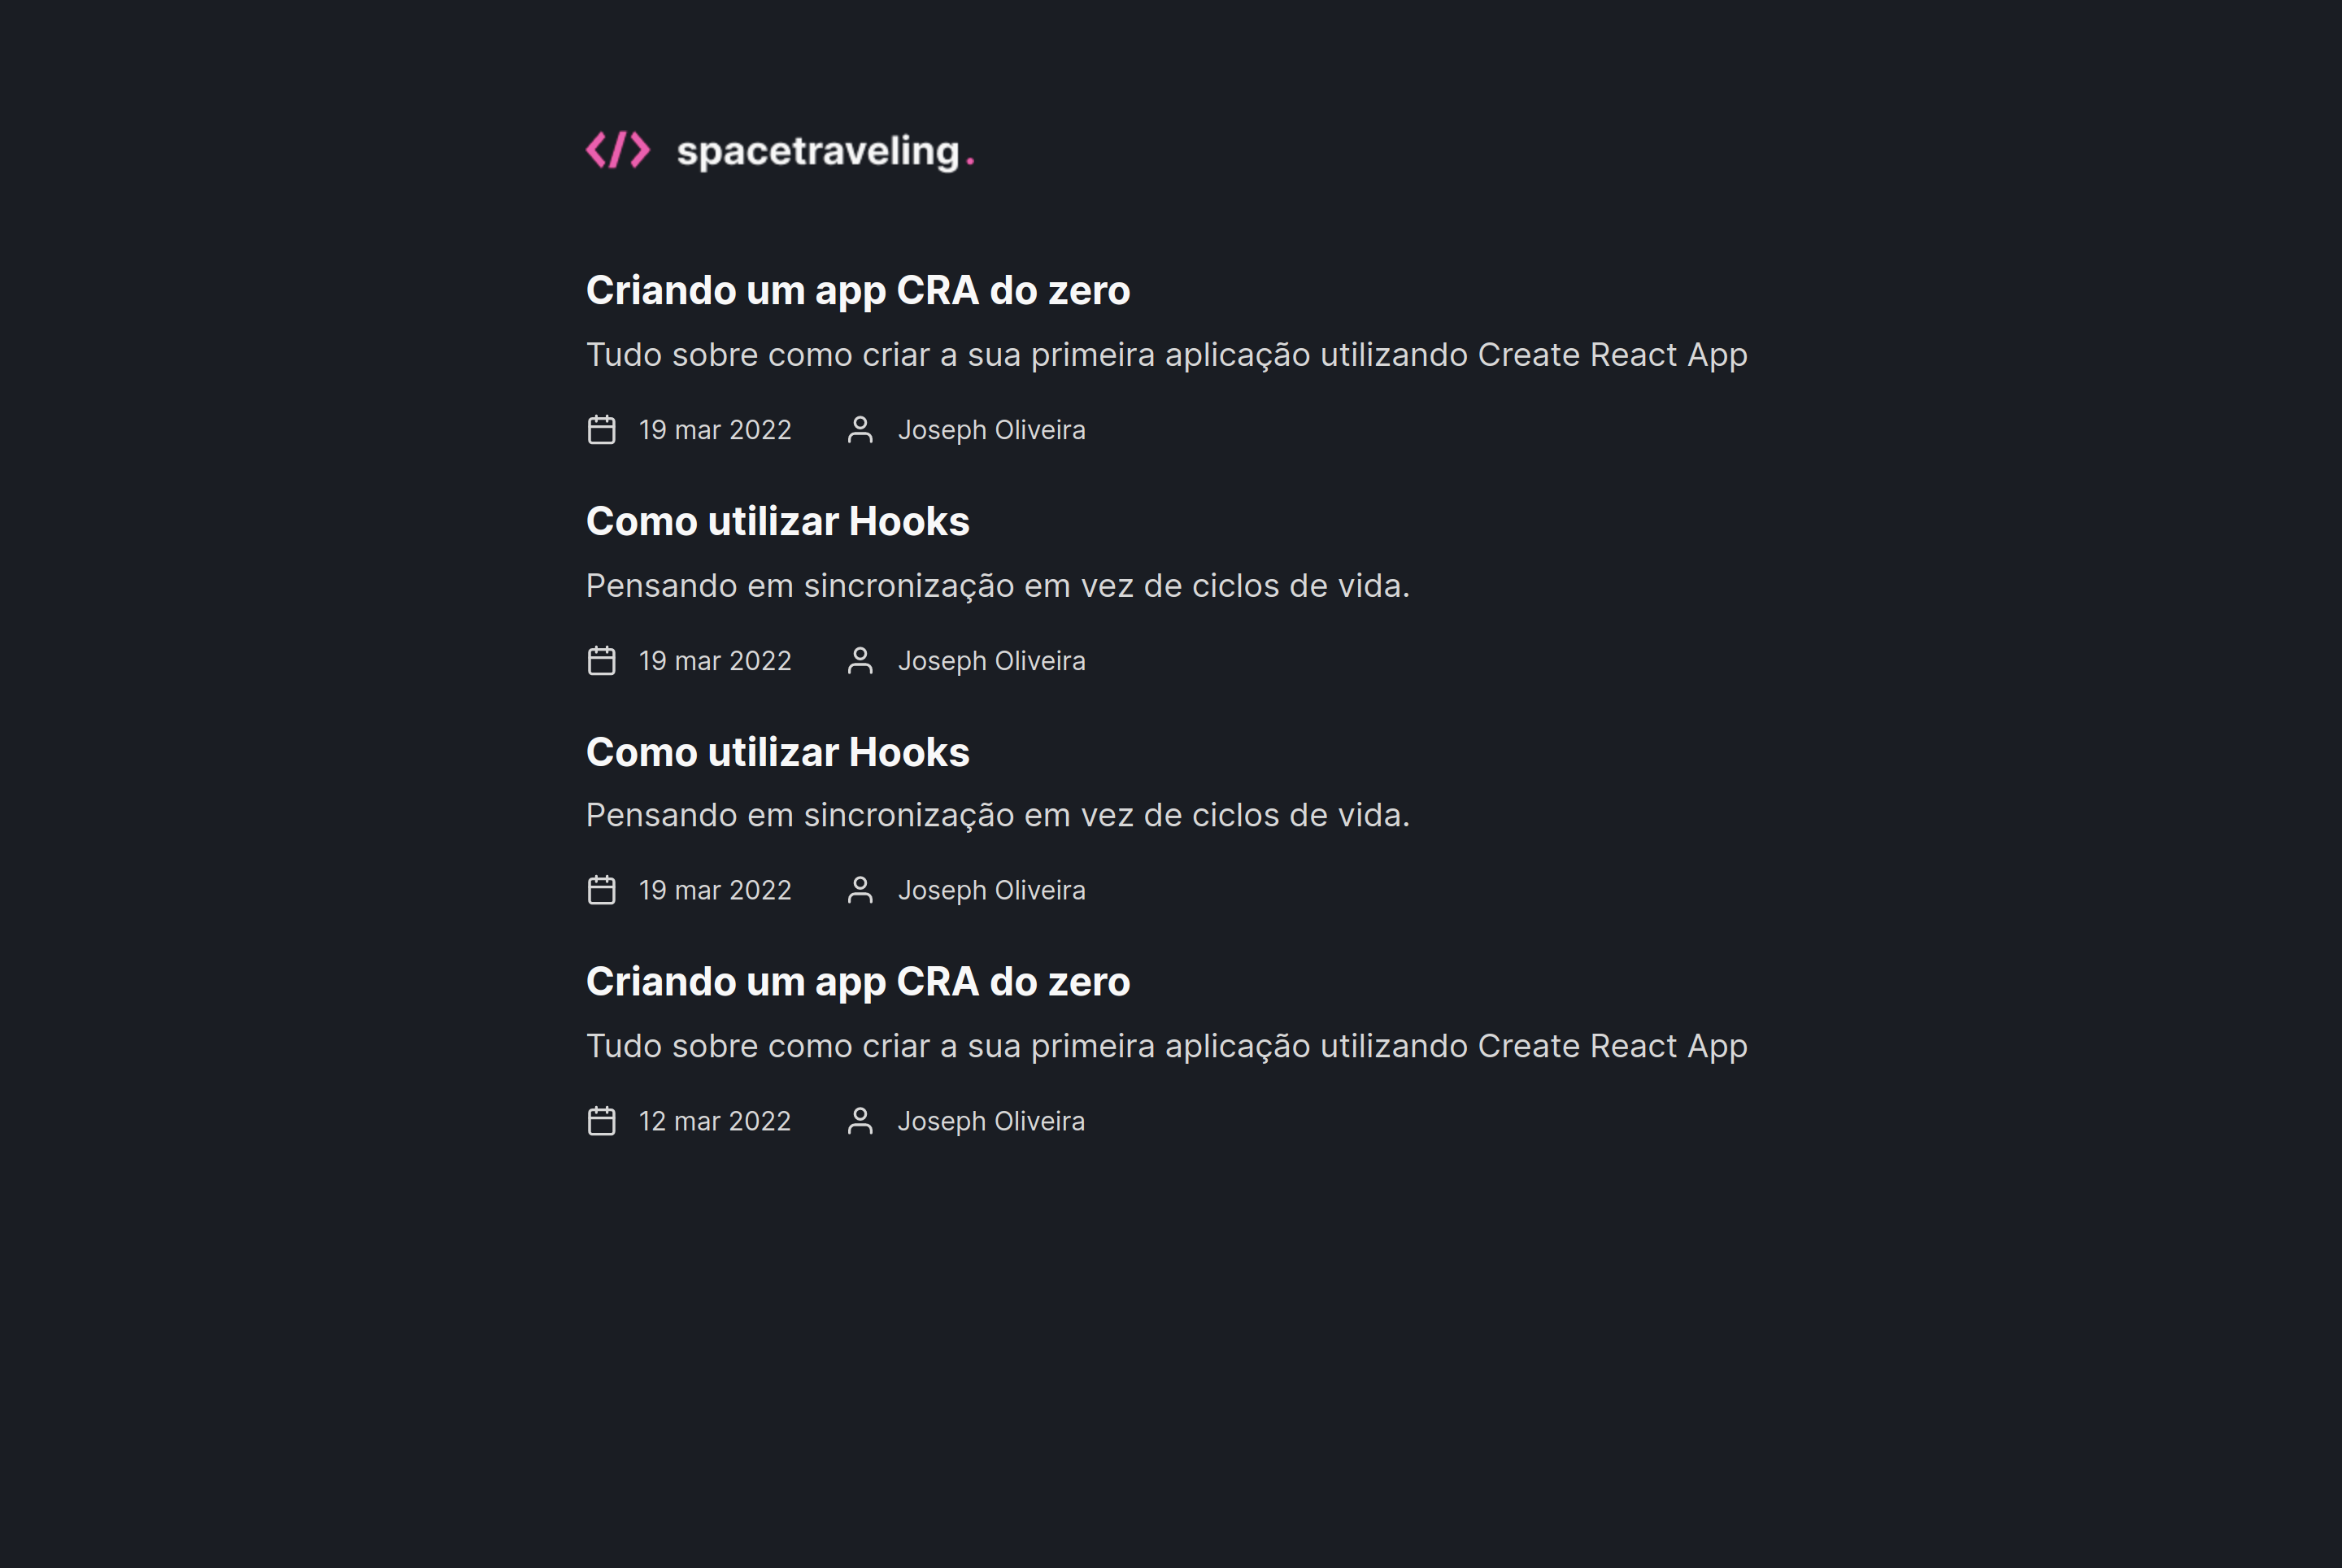 </> spacetraveling.
Criando um app CRA do zero
Tudo sobre como criar a sua primeira aplicação utilizando Create React App
19 mar 2022 Joseph Oliveira
Como utilizar Hooks
Pensando em sincronização em vez de ciclos de vida.
19 mar 2022 Joseph Oliveira
Como utilizar Hooks
Pensando em sincronização em vez de ciclos de vida.
19 mar 2022 Joseph Oliveira
Criando um app CRA do zero
Tudo sobre como criar a sua primeira aplicação utilizando Create React App
12 mar 2022 Joseph Oliveira